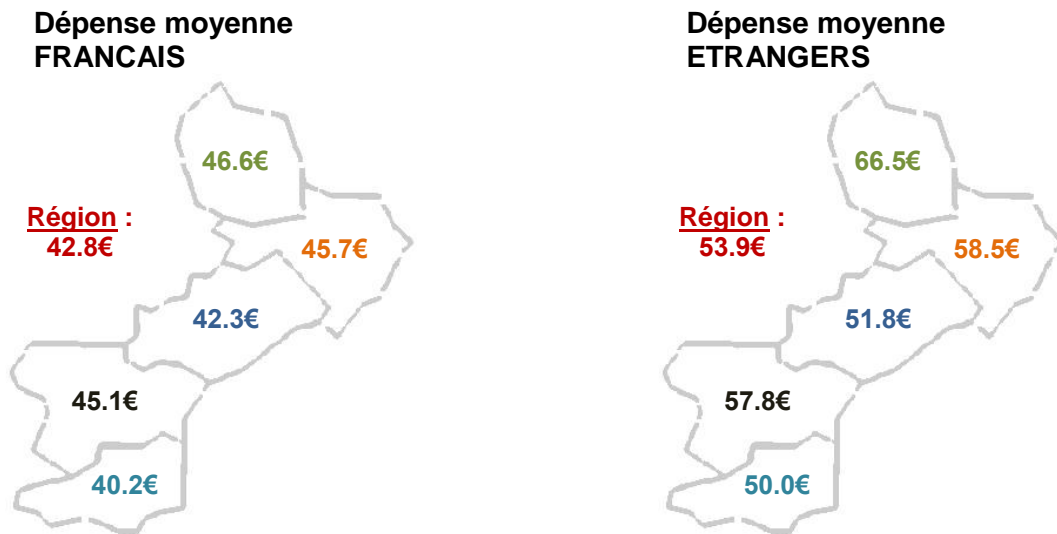 Dépense moyenne
FRANCAIS
46.6€
Région :
42.8€
45.7€
42.3€
45.1€
40.2€
Dépense moyenne
ETRANGERS
66.5€
Région :
53.9€
58.5€
51.8€
57.8€
50.0€